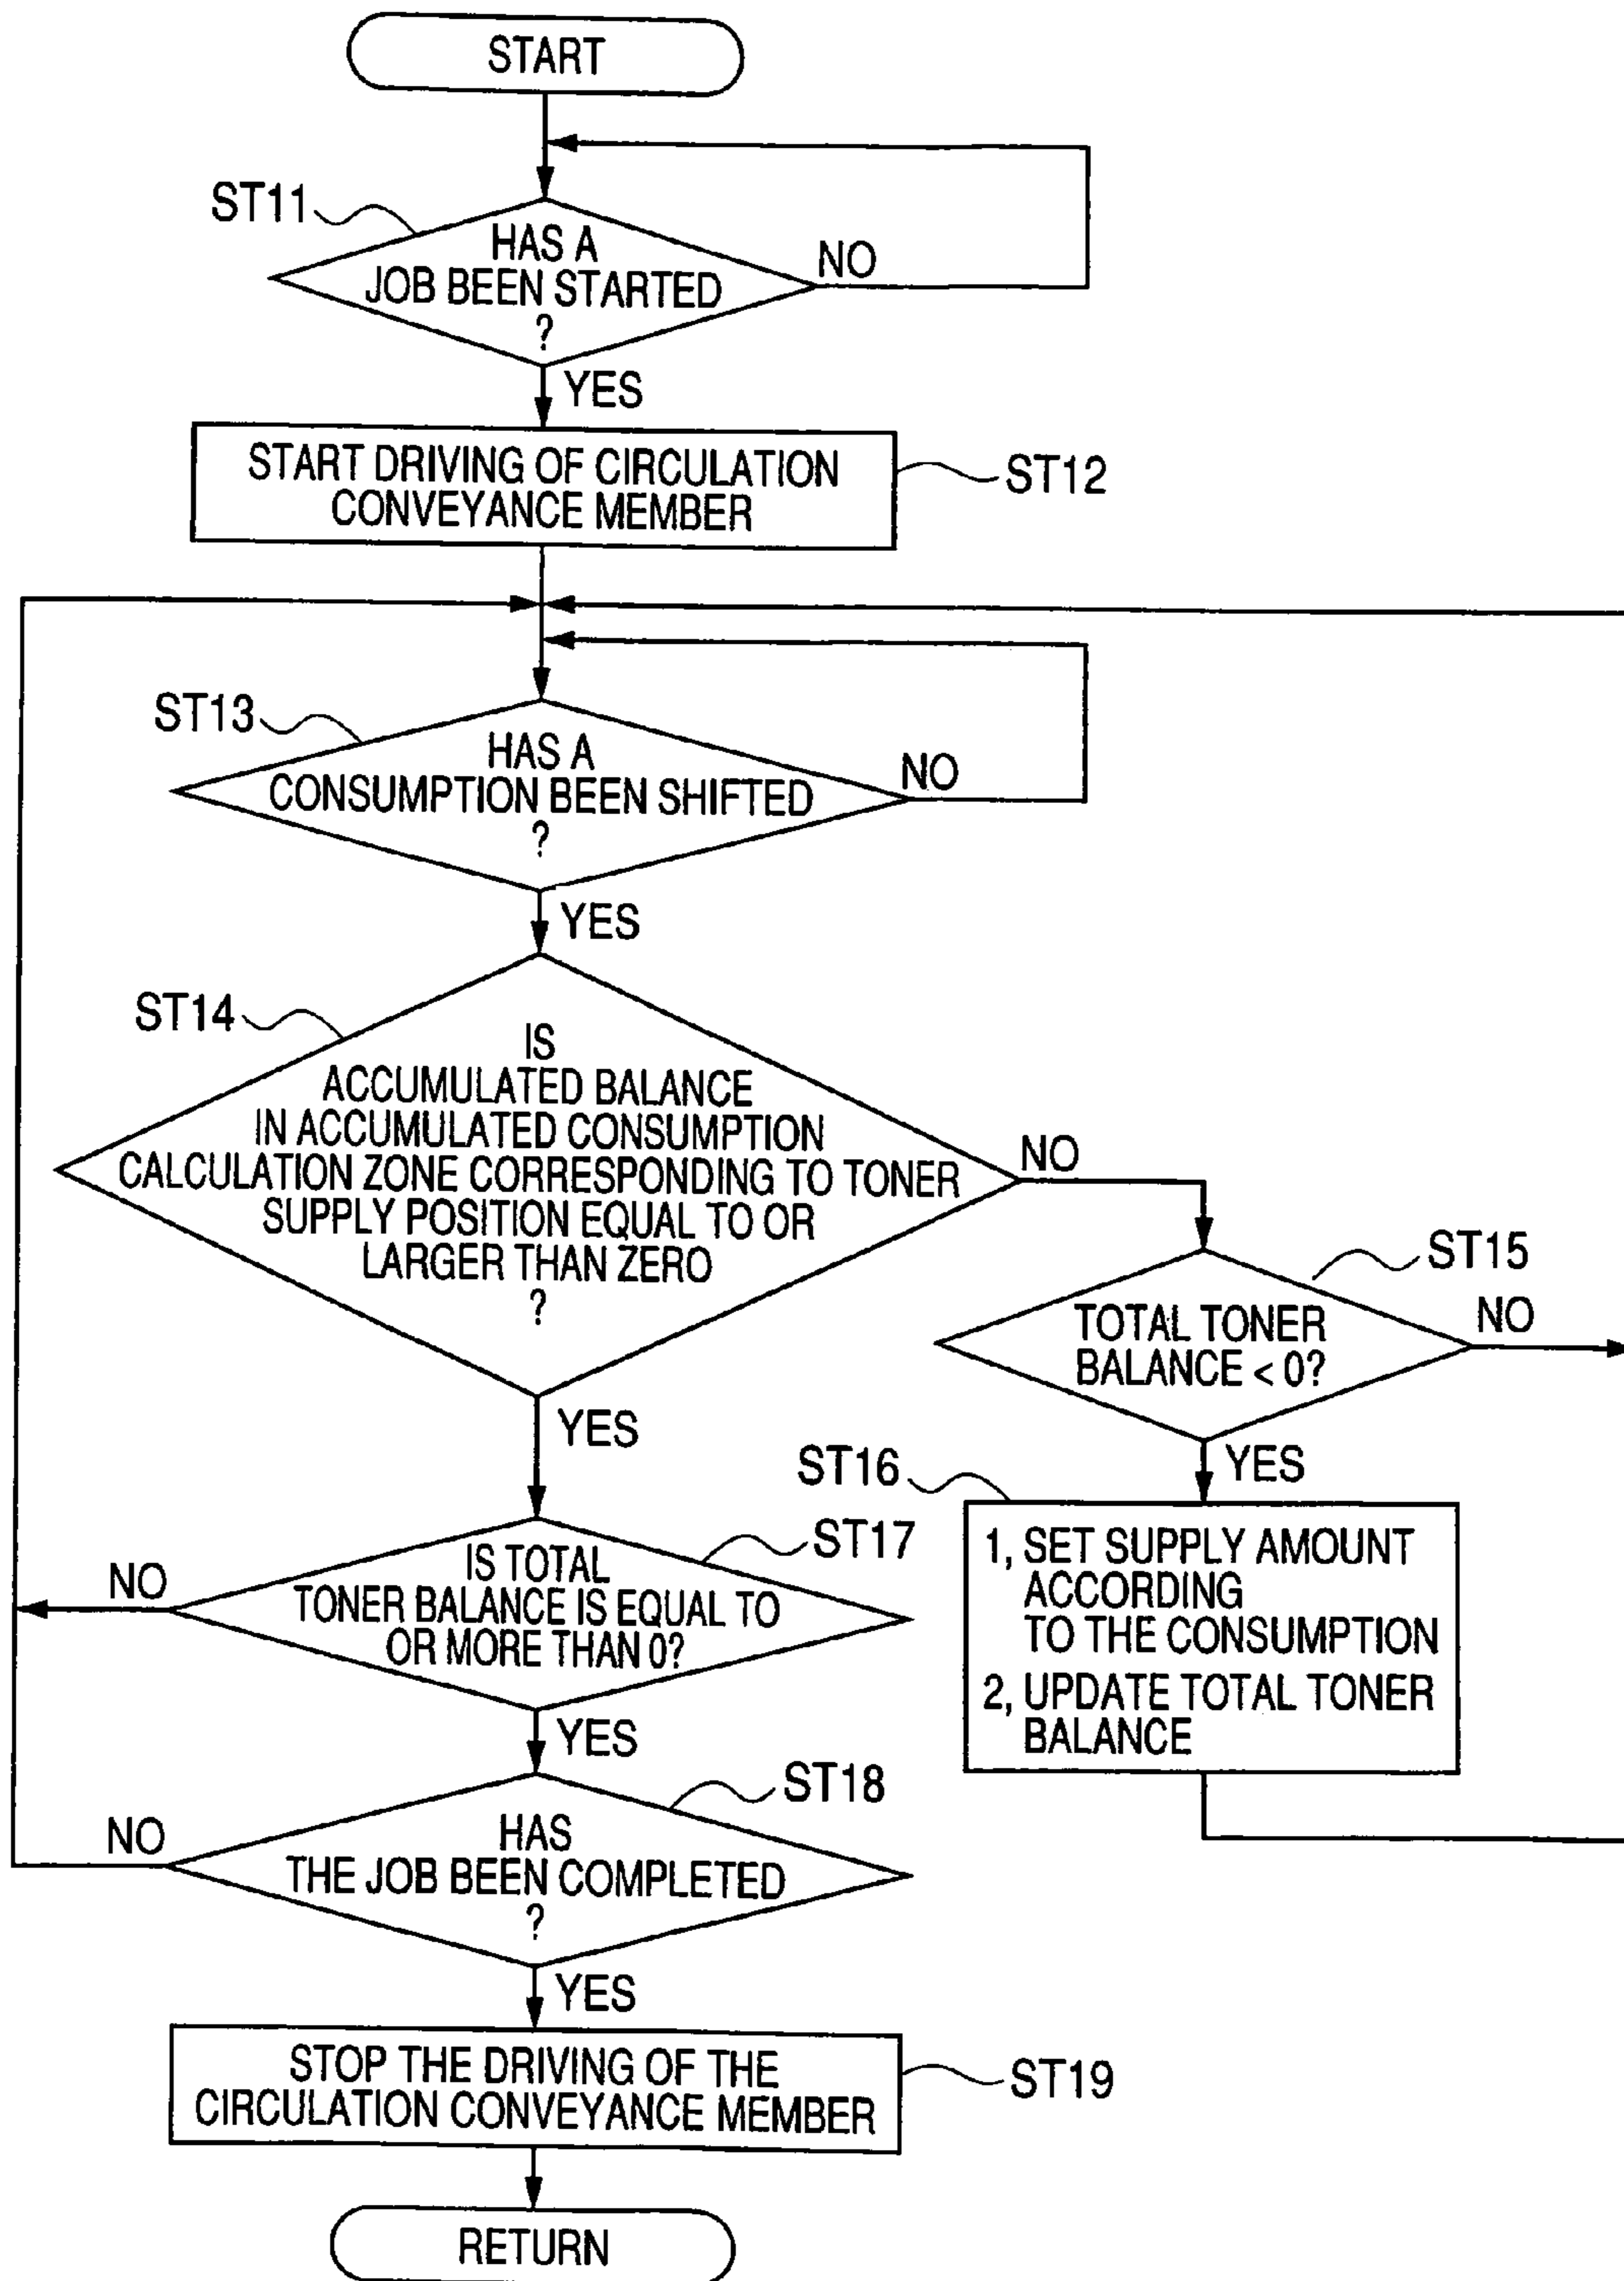 START
ST11
HAS A
JOB BEEN STARTED
?
NO
YES
START DRIVING OF CIRCULATION
CONVEYANCE MEMBER
ST12
ST13
HAS A
CONSUMPTION BEEN SHIFTED
?
NO
YES
ST14
IS
ACCUMULATED BALANCE
IN ACCUMULATED CONSUMPTION
CALCULATION ZONE CORRESPONDING TO TONER
SUPPLY POSITION EQUAL TO OR
LARGER THAN ZERO
?
NO
YES
ST15
TOTAL TONER
BALANCE < 0?
NO
YES
ST16
1, SET SUPPLY AMOUNT
ACCORDING
TO THE CONSUMPTION
2, UPDATE TOTAL TONER
BALANCE
ST17
IS TOTAL
TONER BALANCE IS EQUAL TO
OR MORE THAN 0?
NO
YES
ST18
HAS
THE JOB BEEN COMPLETED
?
NO
YES
STOP THE DRIVING OF THE
CIRCULATION CONVEYANCE MEMBER
ST19
RETURN